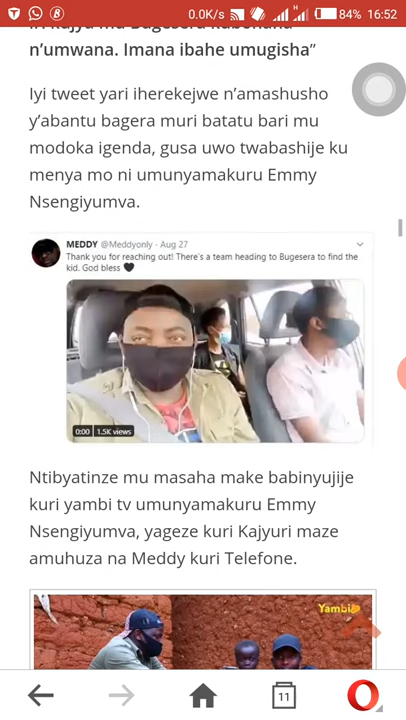 0.0K/s H 84% 16:52
n’umwana. Imana ibahe umugisha”
Iyi tweet yari iherekejwe n’amashusho
y’abantu bagera muri batatu bari mu
modoka igenda, gusa uwo twabashije ku
menya mo ni umunyamakuru Emmy
Nsengiyumva.
MEDDY @Meddyonly · Aug 27
Thank you for reaching out! There's a team heading to Bugesera to find the
kid. God bless 🖤
0:00 1.5K views
Ntibyatinze mu masaha make babinyujije
kuri yambi tv umunyamakuru Emmy
Nsengiyumva, yageze kuri Kajyuri maze
amuhuza na Meddy kuri Telefone.
Yambi
11